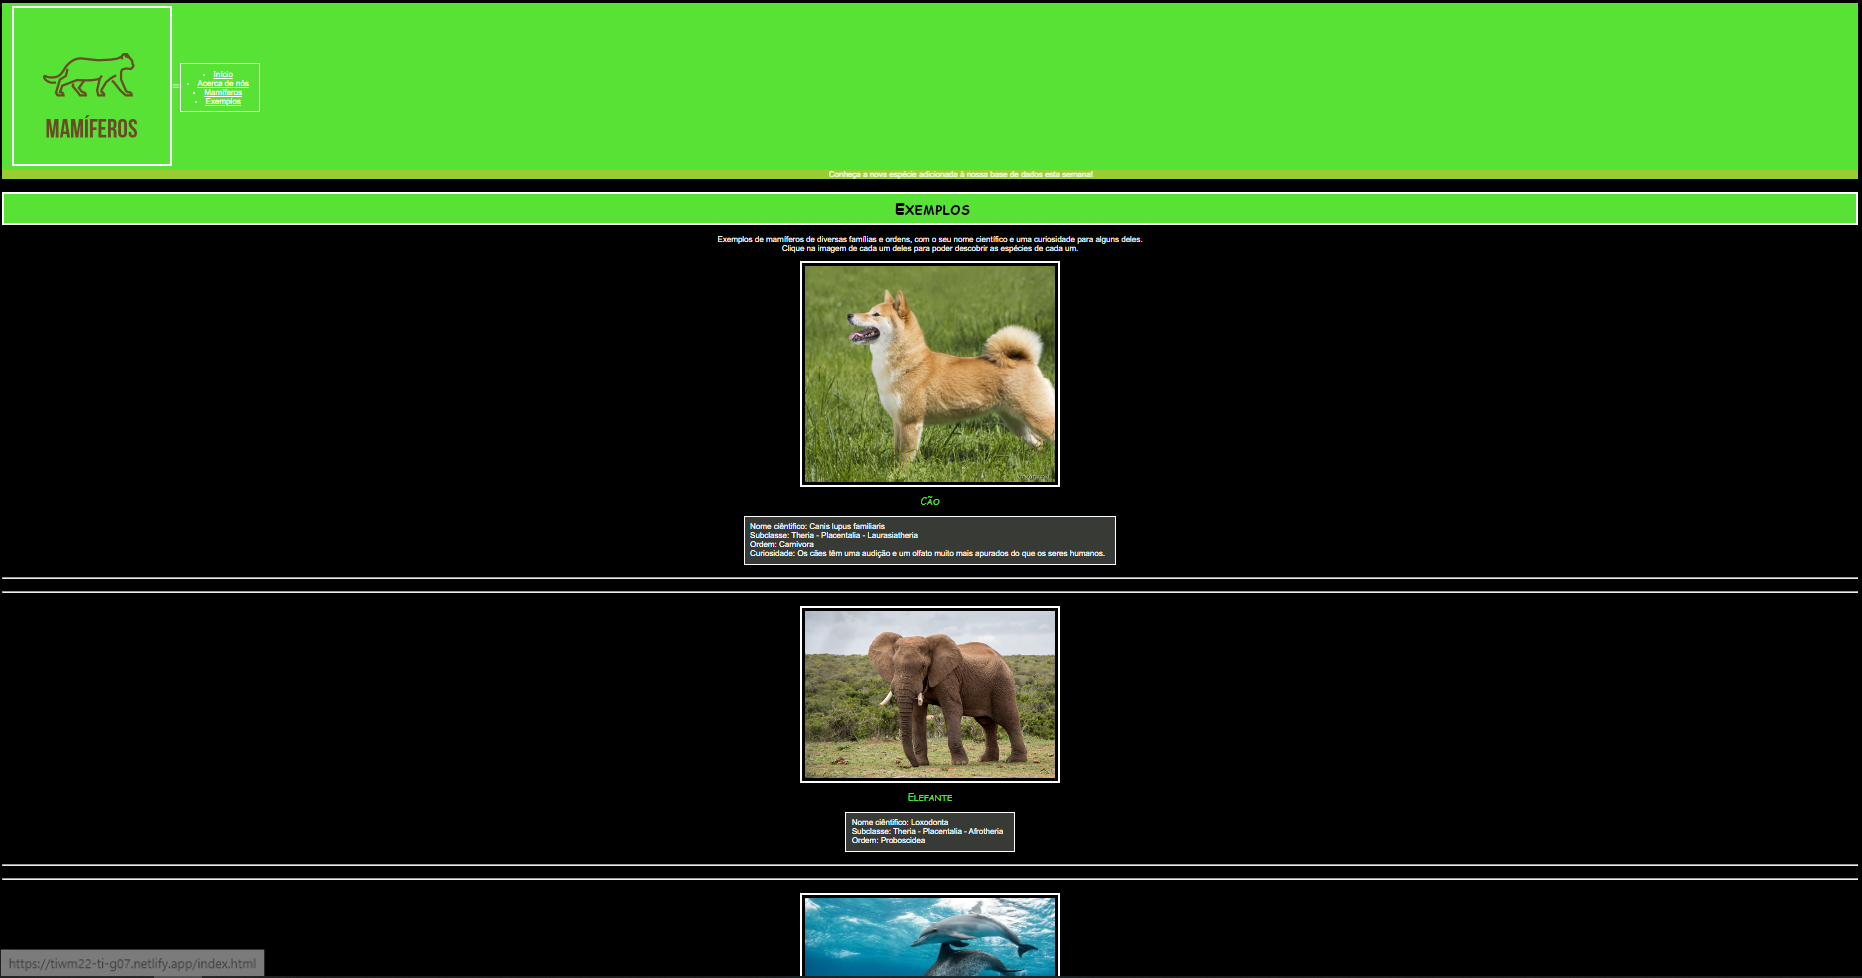 MAMÍFEROS
Início
Acerca de nós
Mamíferos
Exemplos
Conheça a nova espécie adicionada à nossa base de dados esta semana!
Exemplos
Exemplos de mamíferos de diversas famílias e ordens, com o seu nome científico e uma curiosidade para alguns deles.
Clique na imagem de cada um deles para poder descobrir as espécies de cada um.
Cão
Nome ciêntifico: Canis lupus familiaris
Subclasse: Theria - Placentalia - Laurasiatheria
Ordem: Carnivora
Curiosidade: Os cães têm uma audição e um olfato muito mais apurados do que os seres humanos.
Elefante
Nome ciêntifico: Loxodonta
Subclasse: Theria - Placentalia - Afrotheria
Ordem: Proboscidea
https://tiwm22-ti-g07.netlify.app/index.html